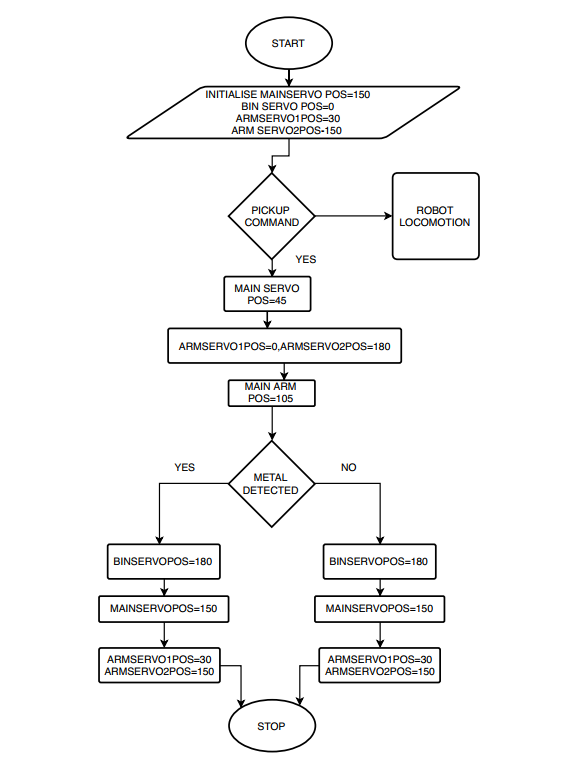 START
INITIALISE MAINSERVO POS=150
BIN SERVO POS=0
ARMSERVO1POS=30
ARM SERVO2POS-150
PICKUP
COMMAND
ROBOT
LOCOMOTION
YES
MAIN SERVO
POS=45
ARMSERVO1POS=0,ARMSERVO2POS=180
MAIN ARM
POS=105
METAL
DETECTED
YES
NO
BINSERVOPOS=180
BINSERVOPOS=180
MAINSERVOPOS=150
MAINSERVOPOS=150
ARMSERVO1POS=30
ARMSERVO2POS=150
ARMSERVO1POS=30
ARMSERVO2POS=150
STOP